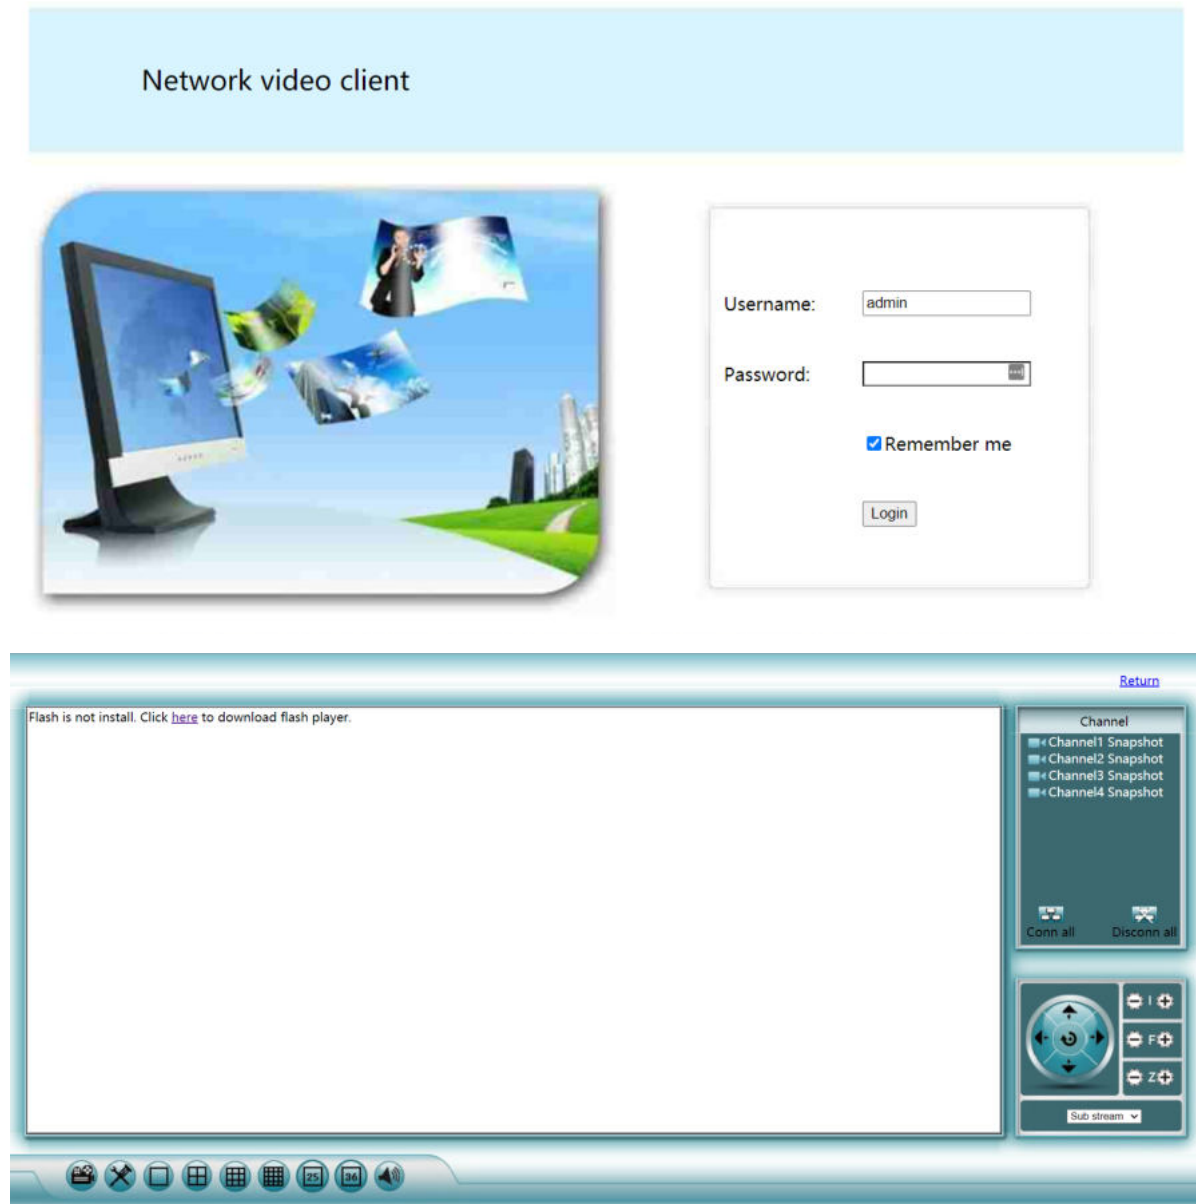 Network video client
Username:
admin
Password:
Remember me
Login
Return
Flash is not install. Click here to download flash player.
Channel
Channel1 Snapshot
Channel2 Snapshot
Channel3 Snapshot
Channel4 Snapshot
Conn all
Disconn all
I
F
Z
Sub stream
25
36